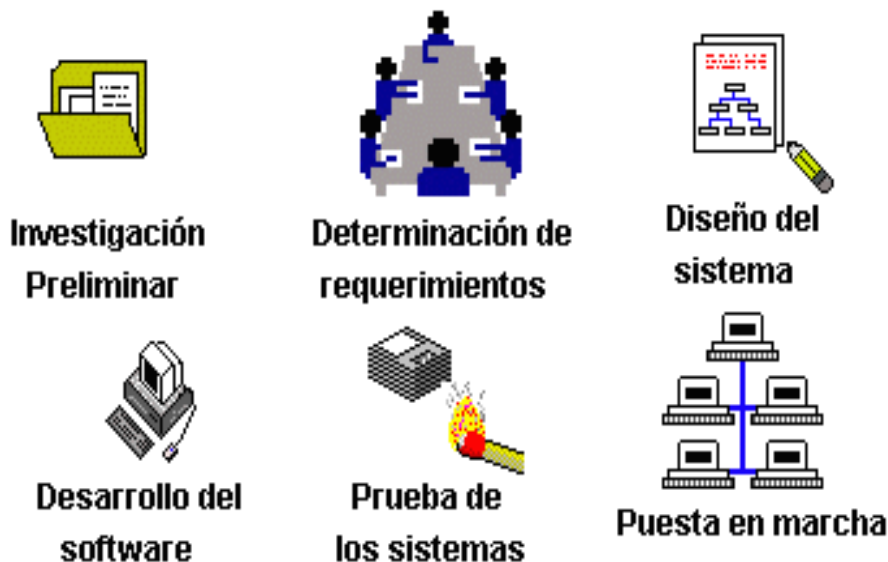 Investigación
Preliminar
Determinación de
requerimientos
Diseño del
sistema
Desarrollo del
software
Prueba de
los sistemas
Puesta en marcha